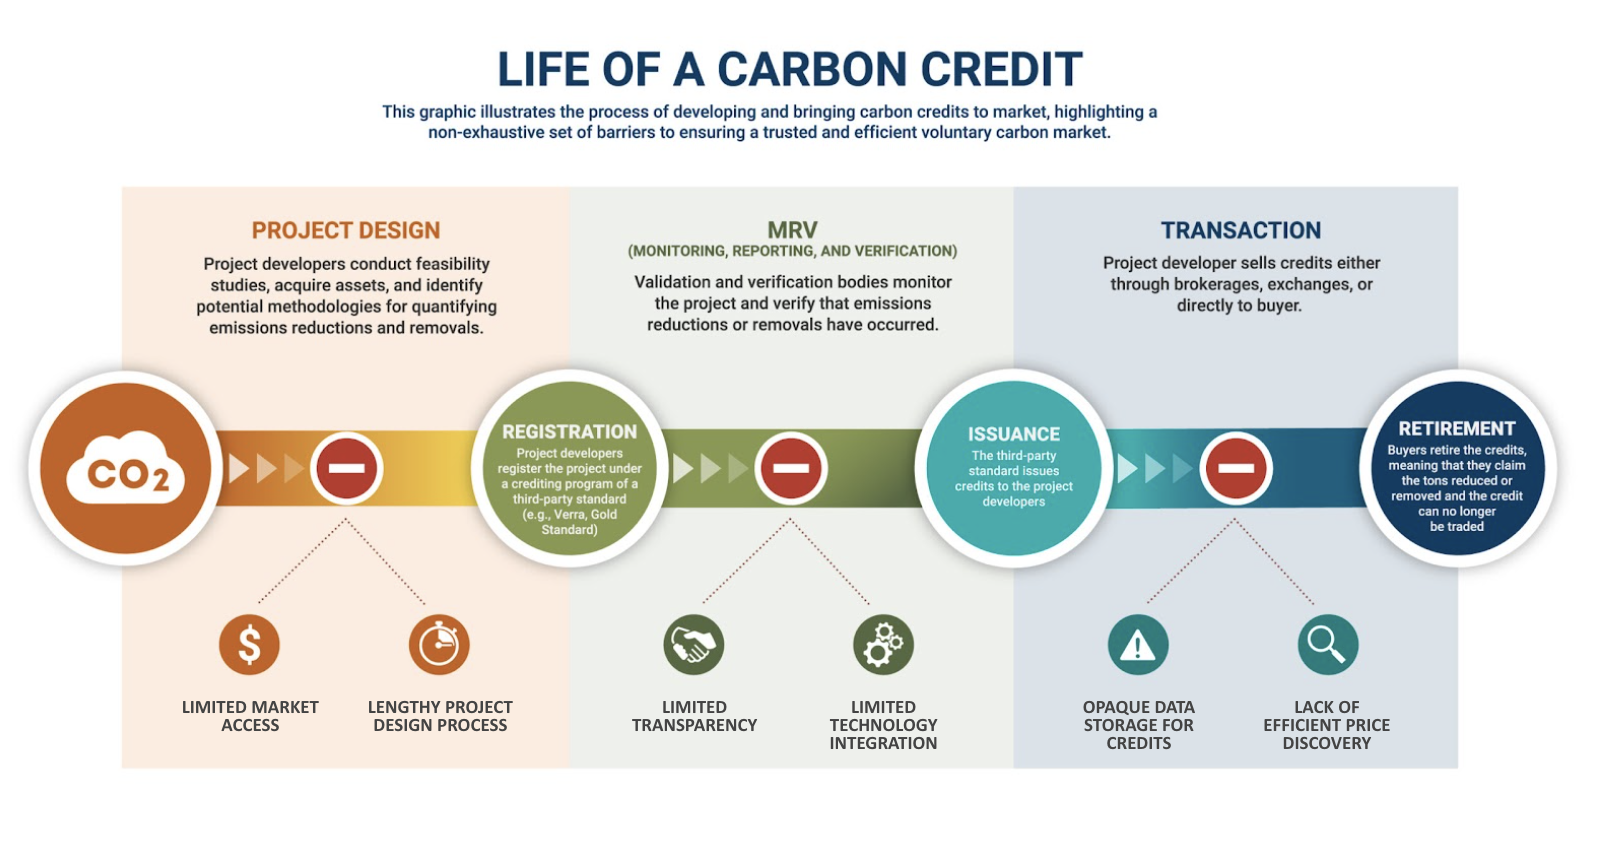 LIFE OF A CARBON CREDIT
This graphic illustrates the process of developing and bringing carbon credits to market, highlighting a
non-exhaustive set of barriers to ensuring a trusted and efficient voluntary carbon market.
PROJECT DESIGN
Project developers conduct feasibility
studies, acquire assets, and identify
potential methodologies for quantifying
emissions reductions and removals.
MRV
(MONITORING, REPORTING, AND VERIFICATION)
Validation and verification bodies monitor
the project and verify that emissions
reductions or removals have occurred.
TRANSACTION
Project developer sells credits either
through brokerages, exchanges, or
directly to buyer.
CO2
REGISTRATION
Project developers
register the project under
a crediting program of a
third-party standard
(e.g., Verra, Gold
Standard)
ISSUANCE
The third-party
standard issues
credits to the project
developers
RETIREMENT
Buyers retire the credits,
meaning that they claim
the tons reduced or
removed and the credit
can no longer
be traded
$
LIMITED MARKET
ACCESS
LENGTHY PROJECT
DESIGN PROCESS
LIMITED
TRANSPARENCY
LIMITED
TECHNOLOGY
INTEGRATION
OPAQUE DATA
STORAGE FOR
CREDITS
LACK OF
EFFICIENT PRICE
DISCOVERY